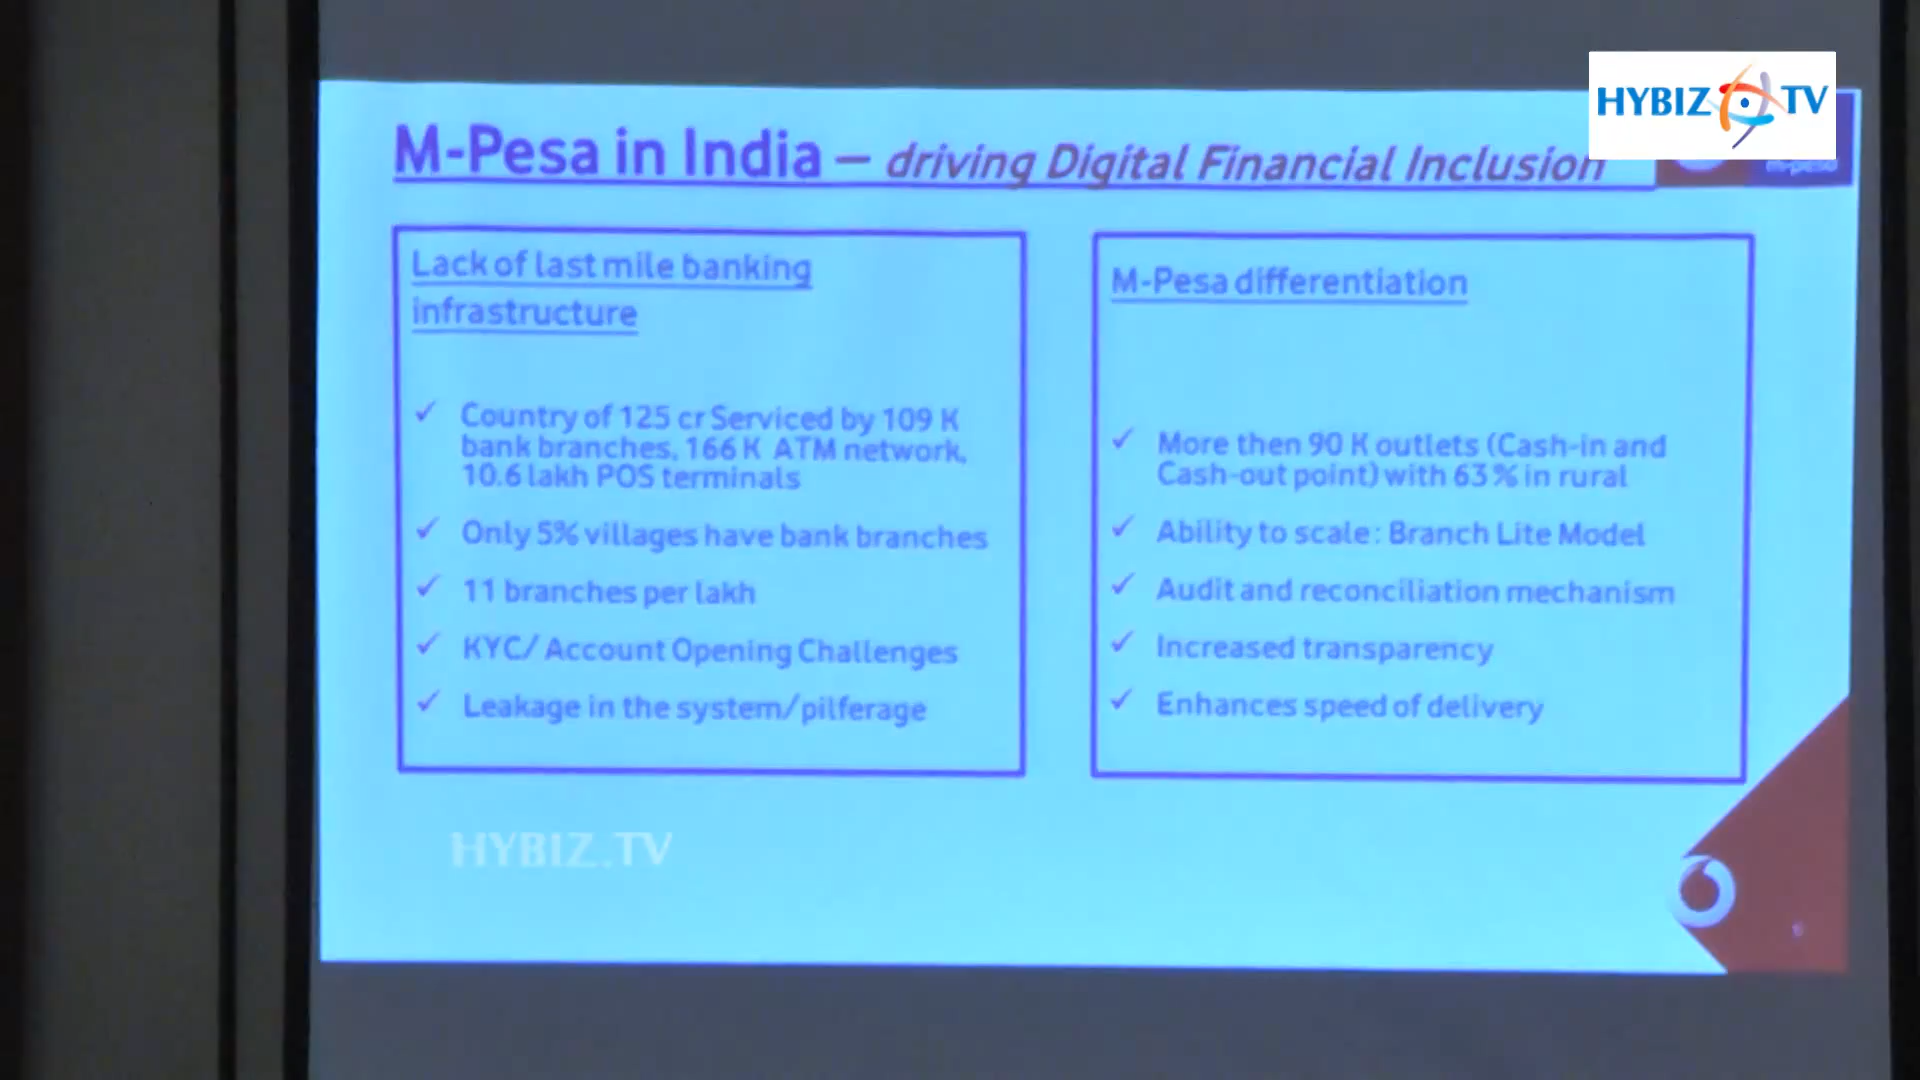 HYBIZ TV
M-Pesa in India – driving Digital Financial Inclusion
m-pesa
Lack of last mile banking
infrastructure
✓ Country of 125 cr Serviced by 109 K
bank branches, 166 K ATM network,
10.6 lakh POS terminals
✓ Only 5% villages have bank branches
✓ 11 branches per lakh
✓ KYC/ Account Opening Challenges
✓ Leakage in the system/pilferage
M-Pesa differentiation
✓ More then 90 K outlets (Cash-in and
Cash-out point) with 63% in rural
✓ Ability to scale : Branch Lite Model
✓ Audit and reconciliation mechanism
✓ Increased transparency
✓ Enhances speed of delivery
HYBIZ.TV